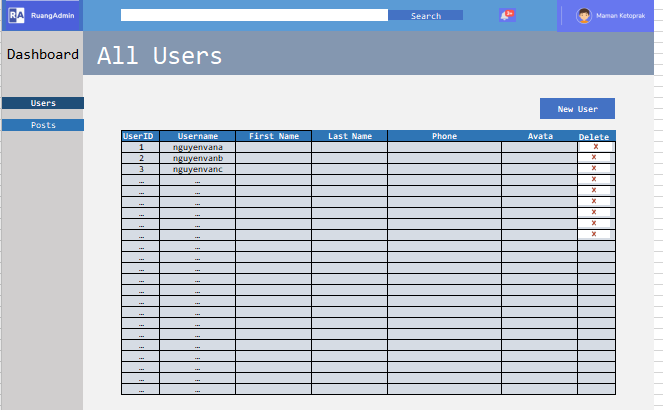 RA RuangAdmin Search Maman Ketoprak
Dashboard All Users
Users
New User
Posts
UserID Username First Name Last Name Phone Avata Delete
1 nguyenvana X
2 nguyenvanb X
3 nguyenvanc X
… … X
… … X
… … X
… … X
… … X
… … X
… …
… …
… …
… …
… …
… …
… …
… …
… …
… …
… …
… …
… …
… …